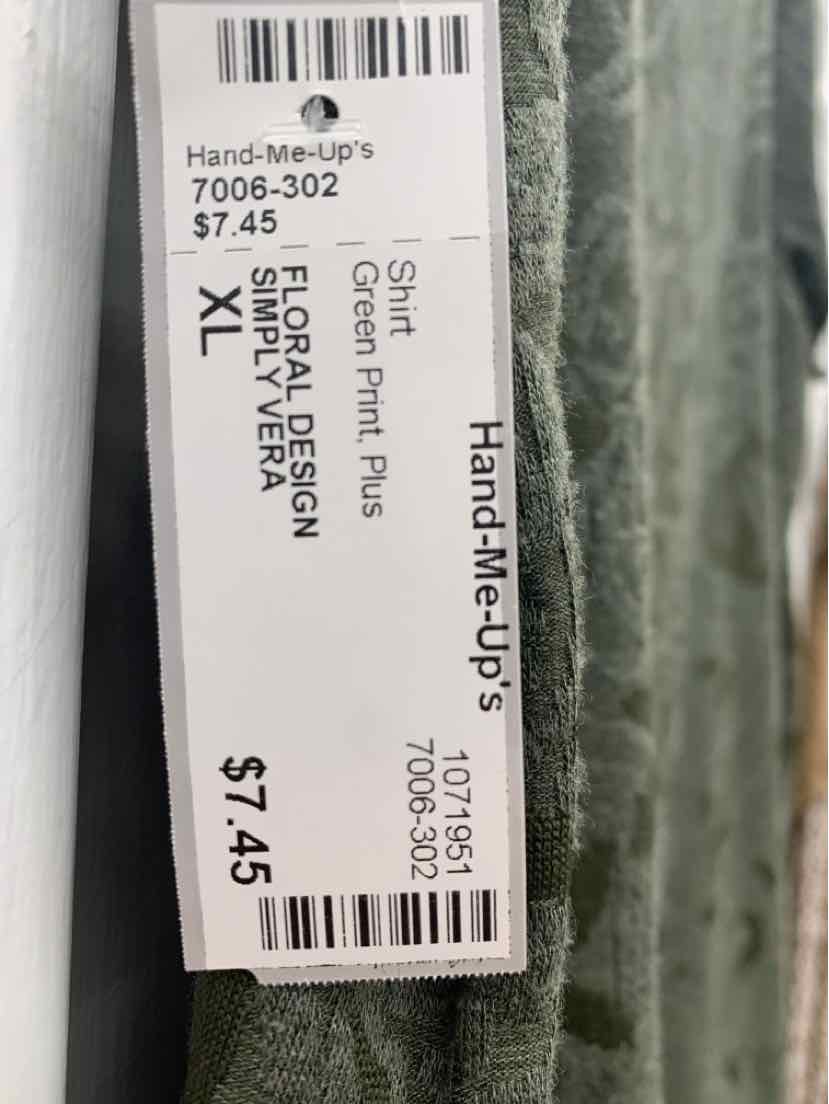 Hand-Me-Up's
7006-302
$7.45
Hand-Me-Up's
1071951
7006-302
Shirt
Green Print, Plus
FLORAL DESIGN
SIMPLY VERA
XL
$7.45